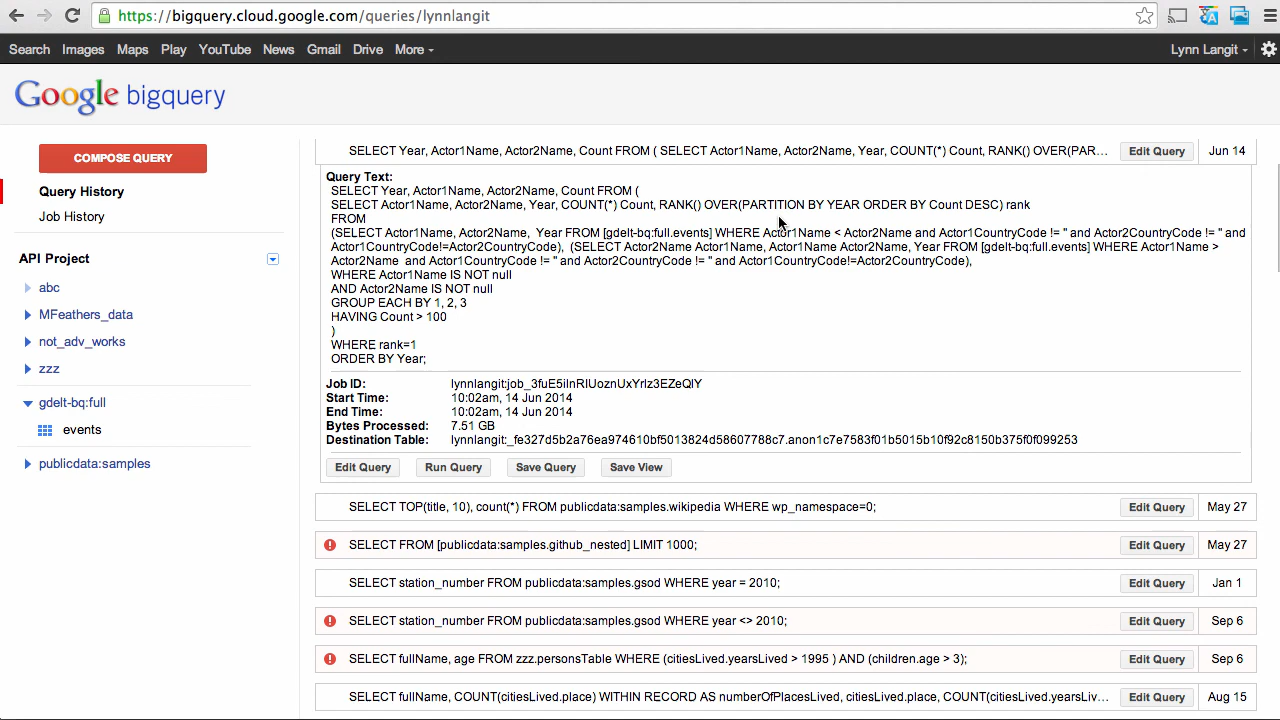 https://bigquery.cloud.google.com/queries/lynnlangit
Search Images Maps Play YouTube News Gmail Drive More Lynn Langit
Google bigquery
COMPOSE QUERY
Query History
Job History
API Project
abc
MFeathers_data
not_adv_works
zzz
gdelt-bq:full
events
publicdata:samples
SELECT Year, Actor1Name, Actor2Name, Count FROM ( SELECT Actor1Name, Actor2Name, Year, COUNT(*) Count, RANK() OVER(PAR... Edit Query Jun 14
Query Text:
SELECT Year, Actor1Name, Actor2Name, Count FROM (
SELECT Actor1Name, Actor2Name, Year, COUNT(*) Count, RANK() OVER(PARTITION BY YEAR ORDER BY Count DESC) rank
FROM
(SELECT Actor1Name, Actor2Name,  Year FROM [gdelt-bq:full.events] WHERE Actor1Name < Actor2Name and Actor1CountryCode != '' and Actor2CountryCode != '' and
Actor1CountryCode!=Actor2CountryCode),  (SELECT Actor2Name Actor1Name, Actor1Name Actor2Name, Year FROM [gdelt-bq:full.events] WHERE Actor1Name >
Actor2Name  and Actor1CountryCode != '' and Actor2CountryCode != '' and Actor1CountryCode!=Actor2CountryCode),
WHERE Actor1Name IS NOT null
AND Actor2Name IS NOT null
GROUP EACH BY 1, 2, 3
HAVING Count > 100
)
WHERE rank=1
ORDER BY Year;
Job ID: lynnlangit:job_3fuE5iInRlUoznUxYrIz3EZeQlY
Start Time: 10:02am, 14 Jun 2014
End Time: 10:02am, 14 Jun 2014
Bytes Processed: 7.51 GB
Destination Table: lynnlangit:_fe327d5b2a76ea974610bf5013824d58607788c7.anon1c7e7583f01b5015b10f92c8150b375f0f099253
Edit Query Run Query Save Query Save View
SELECT TOP(title, 10), count(*) FROM publicdata:samples.wikipedia WHERE wp_namespace=0; Edit Query May 27
SELECT FROM [publicdata:samples.github_nested] LIMIT 1000; Edit Query May 27
SELECT station_number FROM publicdata:samples.gsod WHERE year = 2010; Edit Query Jan 1
SELECT station_number FROM publicdata:samples.gsod WHERE year <> 2010; Edit Query Sep 6
SELECT fullName, age FROM zzz.personsTable WHERE (citiesLived.yearsLived > 1995 ) AND (children.age > 3); Edit Query Sep 6
SELECT fullName, COUNT(citiesLived.place) WITHIN RECORD AS numberOfPlacesLived, citiesLived.place, COUNT(citiesLived.yearsLiv... Edit Query Aug 15